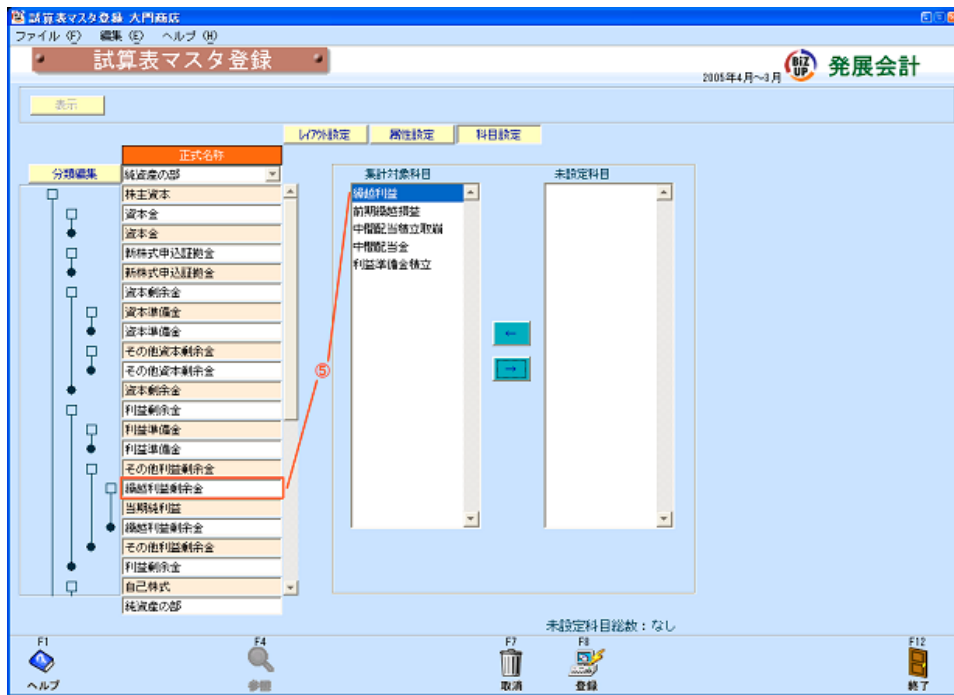 試算表マスタ登録 大門商店
ファイル (F) 編集 (E) ヘルプ (H)
試算表マスタ登録
2005年4月～3月
BIZ UP
発展会計
表示
レイアウト設定 属性設定 科目設定
正式名称
分類編集
純資産の部
集計対象科目
未設定科目
株主資本
資本金
資本金
新株式申込証拠金
新株式申込証拠金
資本剰余金
資本準備金
資本準備金
その他資本剰余金
その他資本剰余金
資本剰余金
利益剰余金
利益準備金
利益準備金
その他利益剰余金
繰越利益剰余金
当期純利益
繰越利益剰余金
その他利益剰余金
利益剰余金
自己株式
純資産の部
繰越利益
前期繰越損益
中間配当積立取崩
中間配当金
利益準備金積立
⑤
←
→
未設定科目総数：なし
F1 F4 F7 F8 F12
ヘルプ 参照 取消 登録 終了